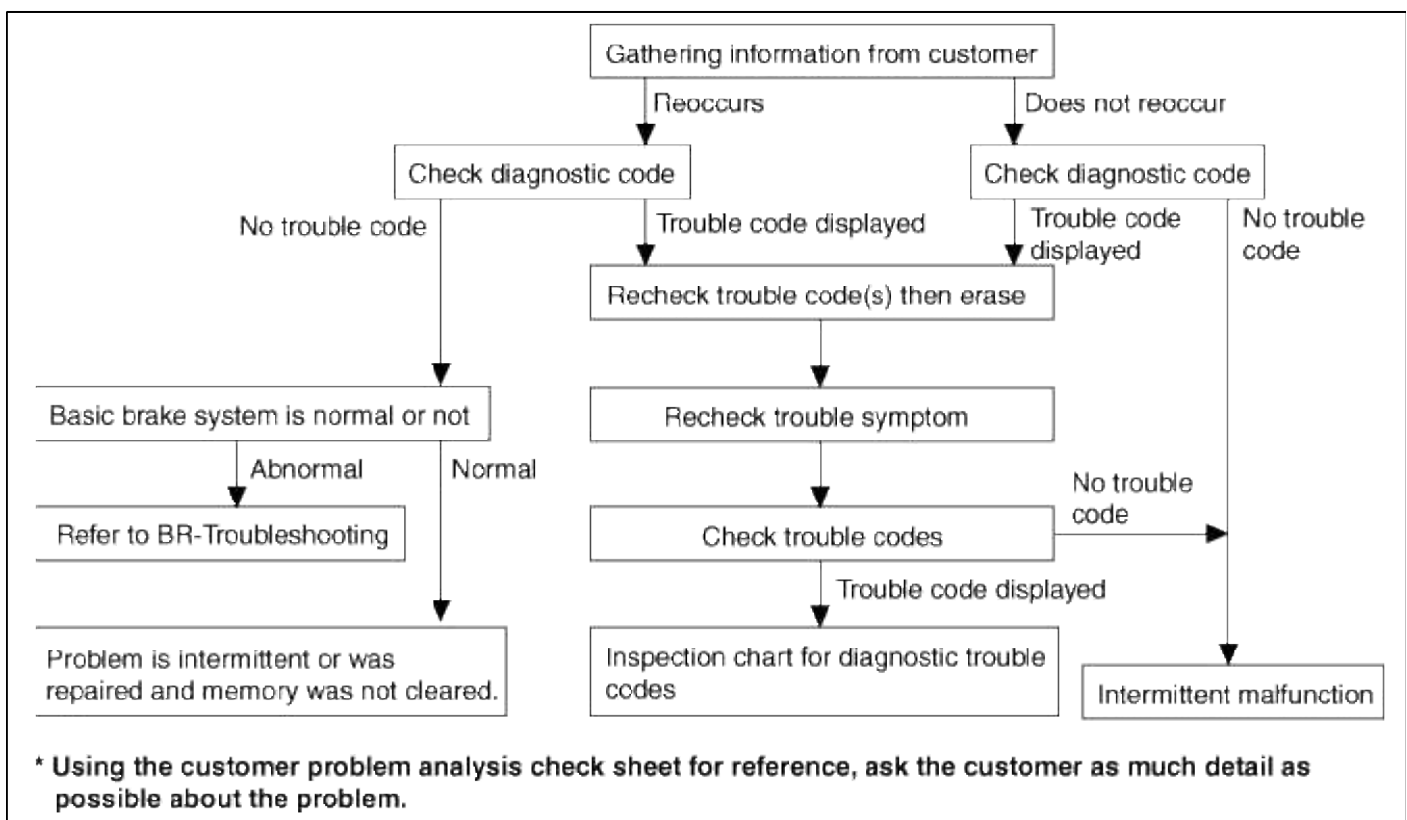 Gathering information from customer
Reoccurs
Does not reoccur
Check diagnostic code
Check diagnostic code
No trouble code
Trouble code displayed
Trouble code
displayed
No trouble
code
Recheck trouble code(s) then erase
Basic brake system is normal or not
Recheck trouble symptom
Abnormal
Normal
No trouble
code
Refer to BR-Troubleshooting
Check trouble codes
Trouble code displayed
Problem is intermittent or was
repaired and memory was not cleared.
Inspection chart for diagnostic trouble
codes
Intermittent malfunction
* Using the customer problem analysis check sheet for reference, ask the customer as much detail as
possible about the problem.